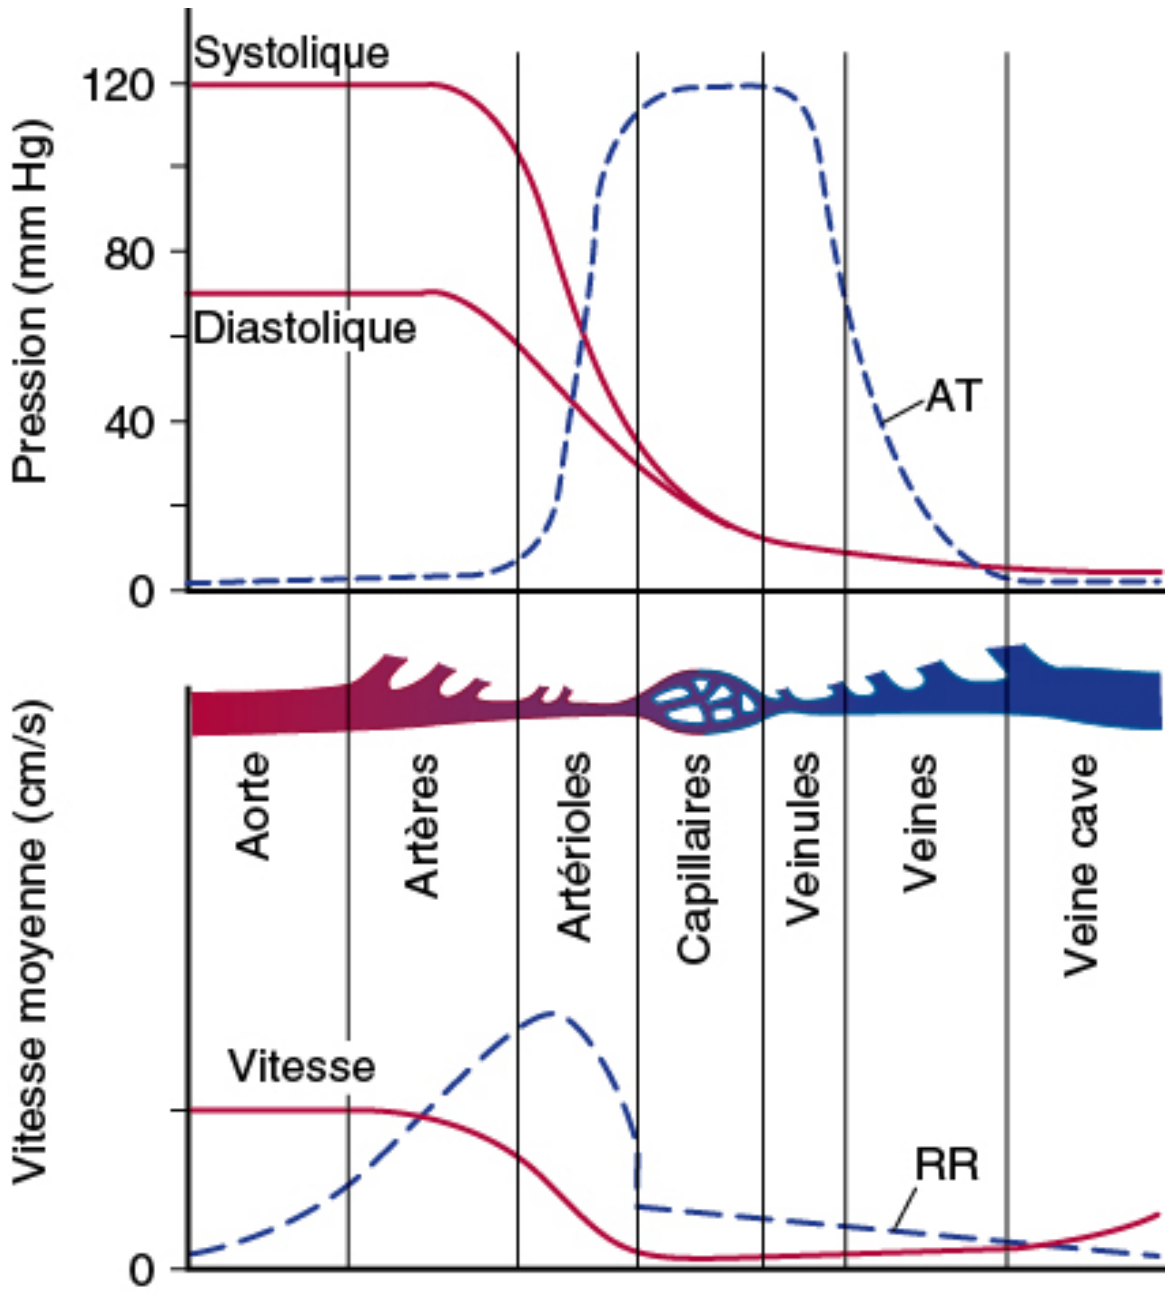 Systolique
120
Pression (mm Hg)
80
Diastolique
AT
40
0
Vitesse moyenne (cm/s)
Aorte
Artères
Artérioles
Capillaires
Veinules
Veines
Veine cave
Vitesse
RR
0